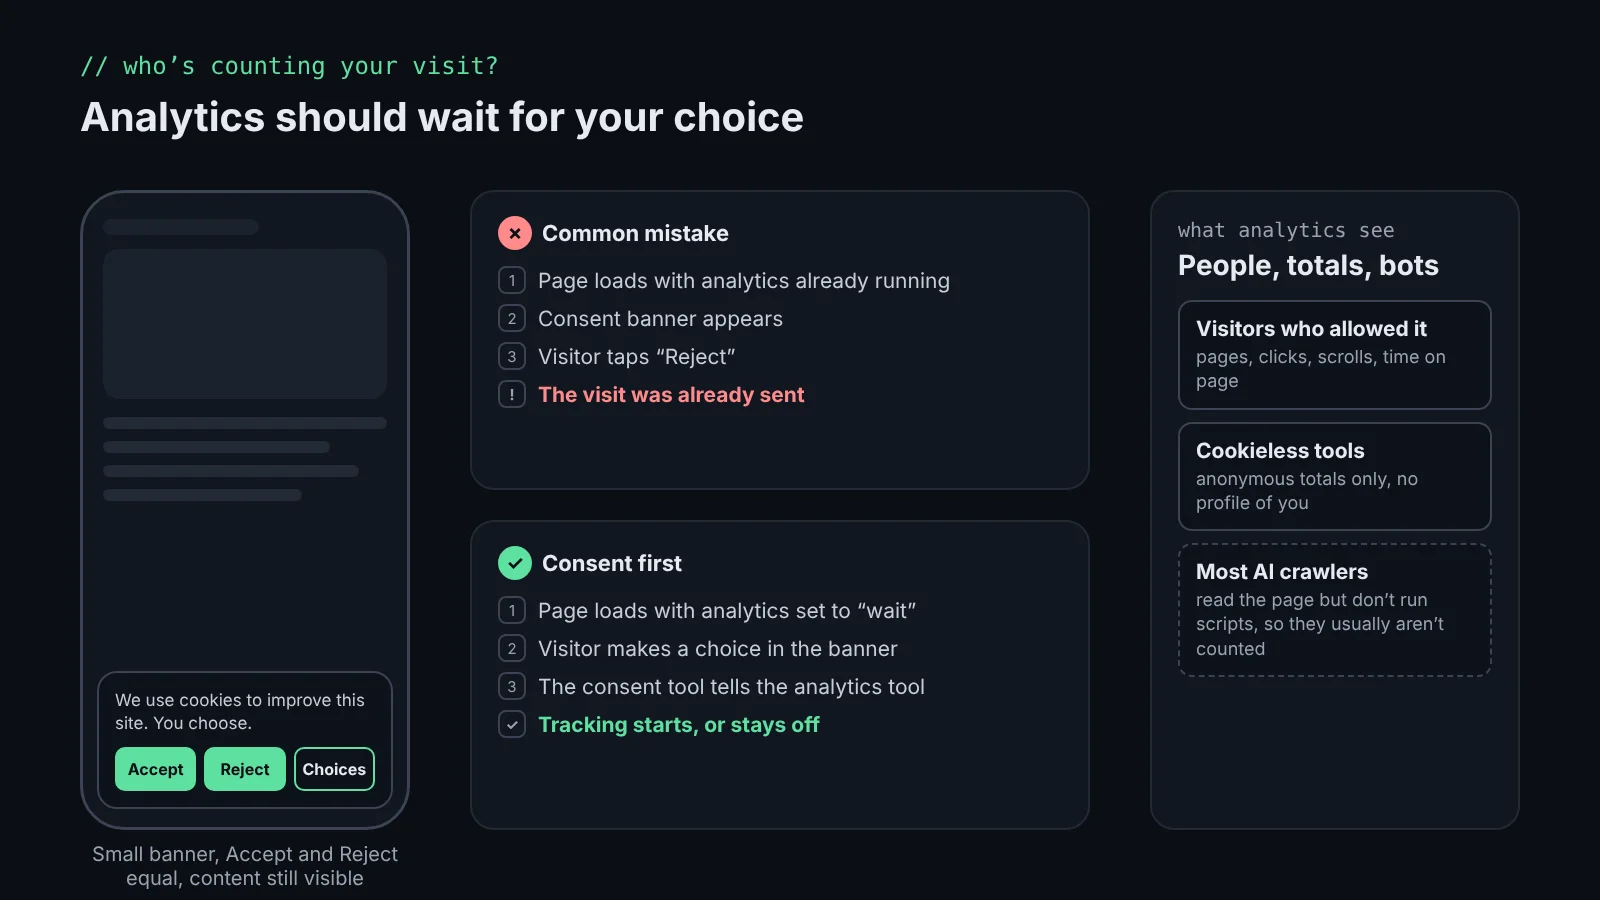 // who’s counting your visit?
Analytics should wait for your choice
We use cookies to improve this
site. You choose.
Accept
Reject
Choices
Small banner, Accept and Reject
equal, content still visible
Common mistake
1 Page loads with analytics already running
2 Consent banner appears
3 Visitor taps “Reject”
! The visit was already sent
Consent first
1 Page loads with analytics set to “wait”
2 Visitor makes a choice in the banner
3 The consent tool tells the analytics tool
Tracking starts, or stays off
what analytics see
People, totals, bots
Visitors who allowed it
pages, clicks, scrolls, time on
page
Cookieless tools
anonymous totals only, no
profile of you
Most AI crawlers
read the page but don’t run
scripts, so they usually aren’t
counted